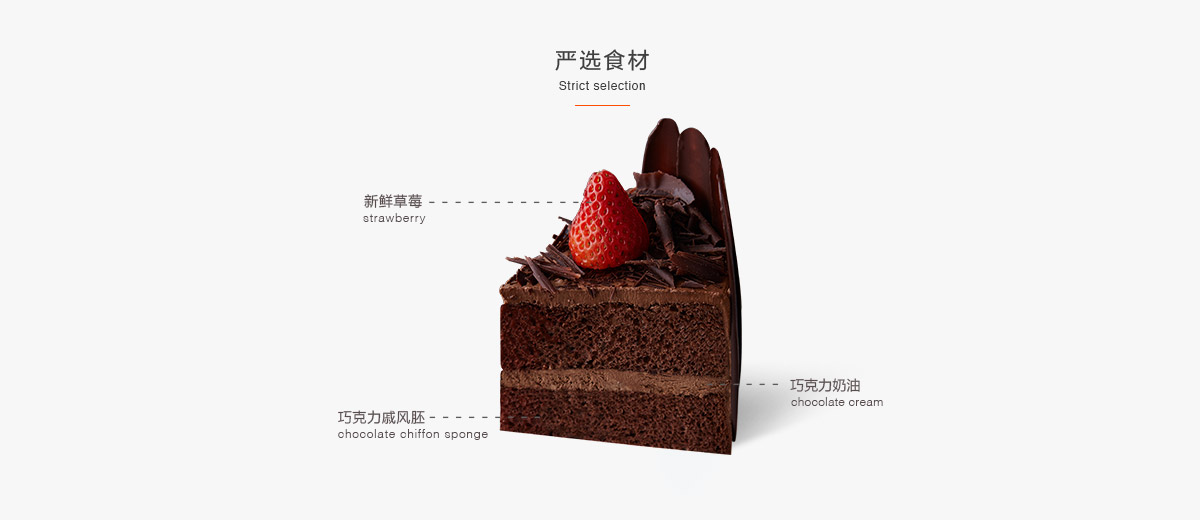 严选食材
Strict selection
新鲜草莓
strawberry
巧克力奶油
chocolate cream
巧克力戚风胚
chocolate chiffon sponge